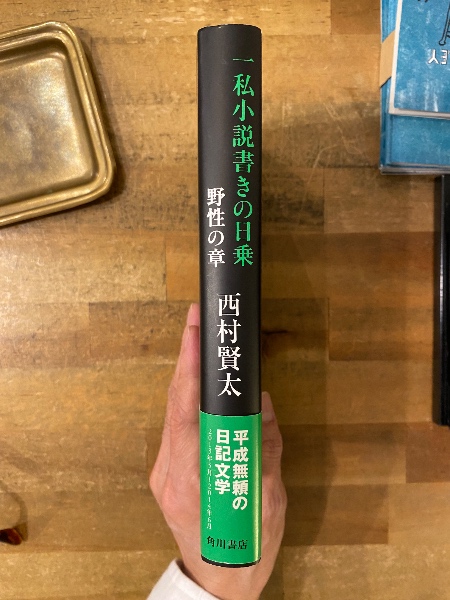 一私小説書きの日乗
野性の章
西村賢太
平成無頼の
日記文学
角川書店